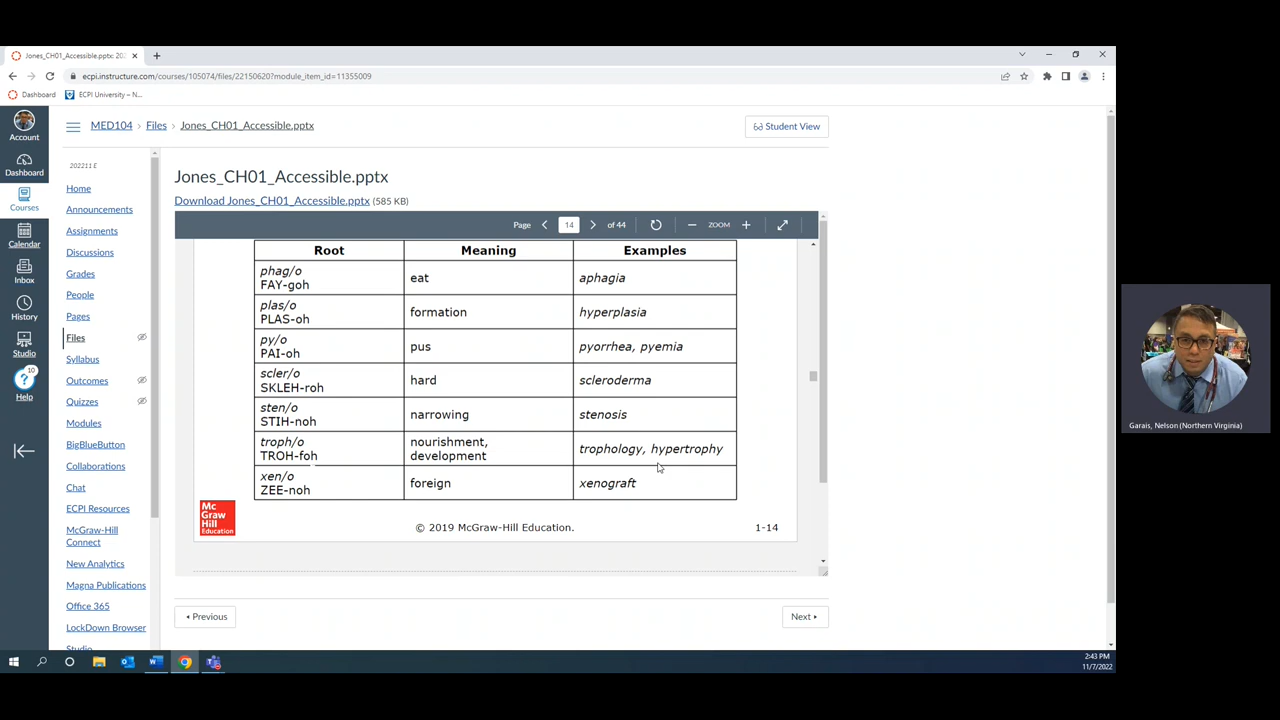 Jones_CH01_Accessible.pptx: 202
ecpi.instructure.com/courses/105074/files/22150620?module_item_id=11355009
Dashboard
ECPI University – N...
Account
Dashboard
Courses
Calendar
Inbox
History
Studio
10
Help
MED104 › Files › Jones_CH01_Accessible.pptx
Student View
202211 E
Home
Announcements
Assignments
Discussions
Grades
People
Pages
Files
Syllabus
Outcomes
Quizzes
Modules
BigBlueButton
Collaborations
Chat
ECPI Resources
McGraw-Hill
Connect
New Analytics
Magna Publications
Office 365
LockDown Browser
Studio
Jones_CH01_Accessible.pptx
Download Jones_CH01_Accessible.pptx (585 KB)
Page 14 of 44 ZOOM
Root Meaning Examples
phag/o
FAY-goh
eat
aphagia
plas/o
PLAS-oh
formation
hyperplasia
py/o
PAI-oh
pus
pyorrhea, pyemia
scler/o
SKLEH-roh
hard
scleroderma
sten/o
STIH-noh
narrowing
stenosis
troph/o
TROH-foh
nourishment,
development
trophology, hypertrophy
xen/o
ZEE-noh
foreign
xenograft
Mc
Graw
Hill
Education
© 2019 McGraw-Hill Education.
1-14
Previous
Next
Garais, Nelson (Northern Virginia)
2:43 PM
11/7/2022